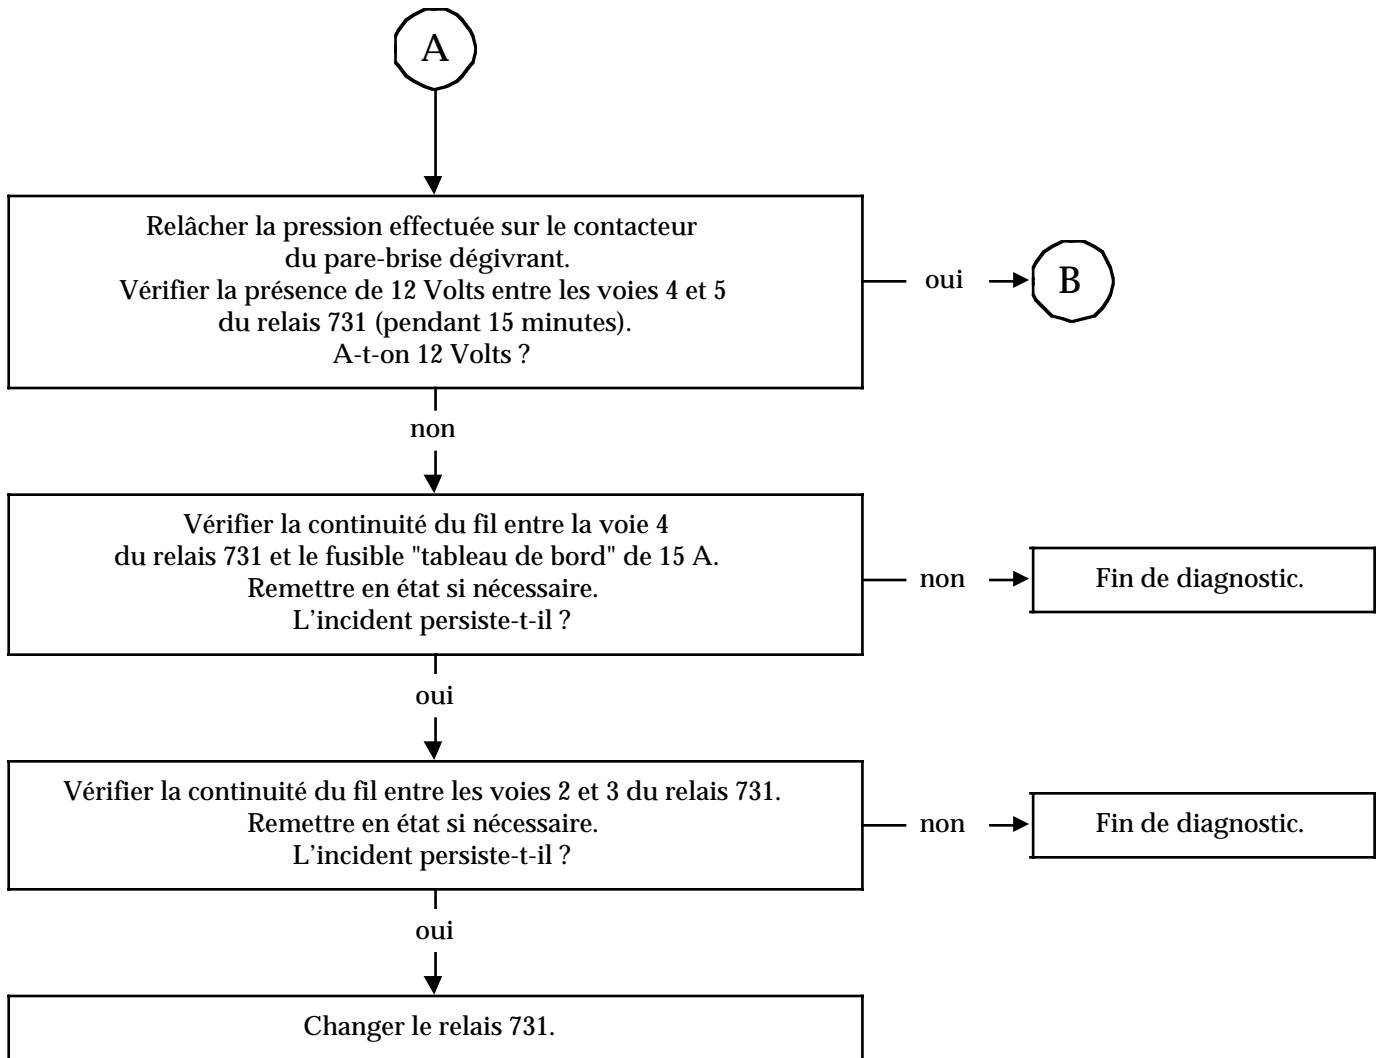 A
Relâcher la pression effectuée sur le contacteur
du pare-brise dégivrant.
Vérifier la présence de 12 Volts entre les voies 4 et 5
du relais 731 (pendant 15 minutes).
A-t-on 12 Volts ?
oui
B
non
Vérifier la continuité du fil entre la voie 4
du relais 731 et le fusible "tableau de bord" de 15 A.
Remettre en état si nécessaire.
L'incident persiste-t-il ?
non
Fin de diagnostic.
oui
Vérifier la continuité du fil entre les voies 2 et 3 du relais 731.
Remettre en état si nécessaire.
L'incident persiste-t-il ?
non
Fin de diagnostic.
oui
Changer le relais 731.